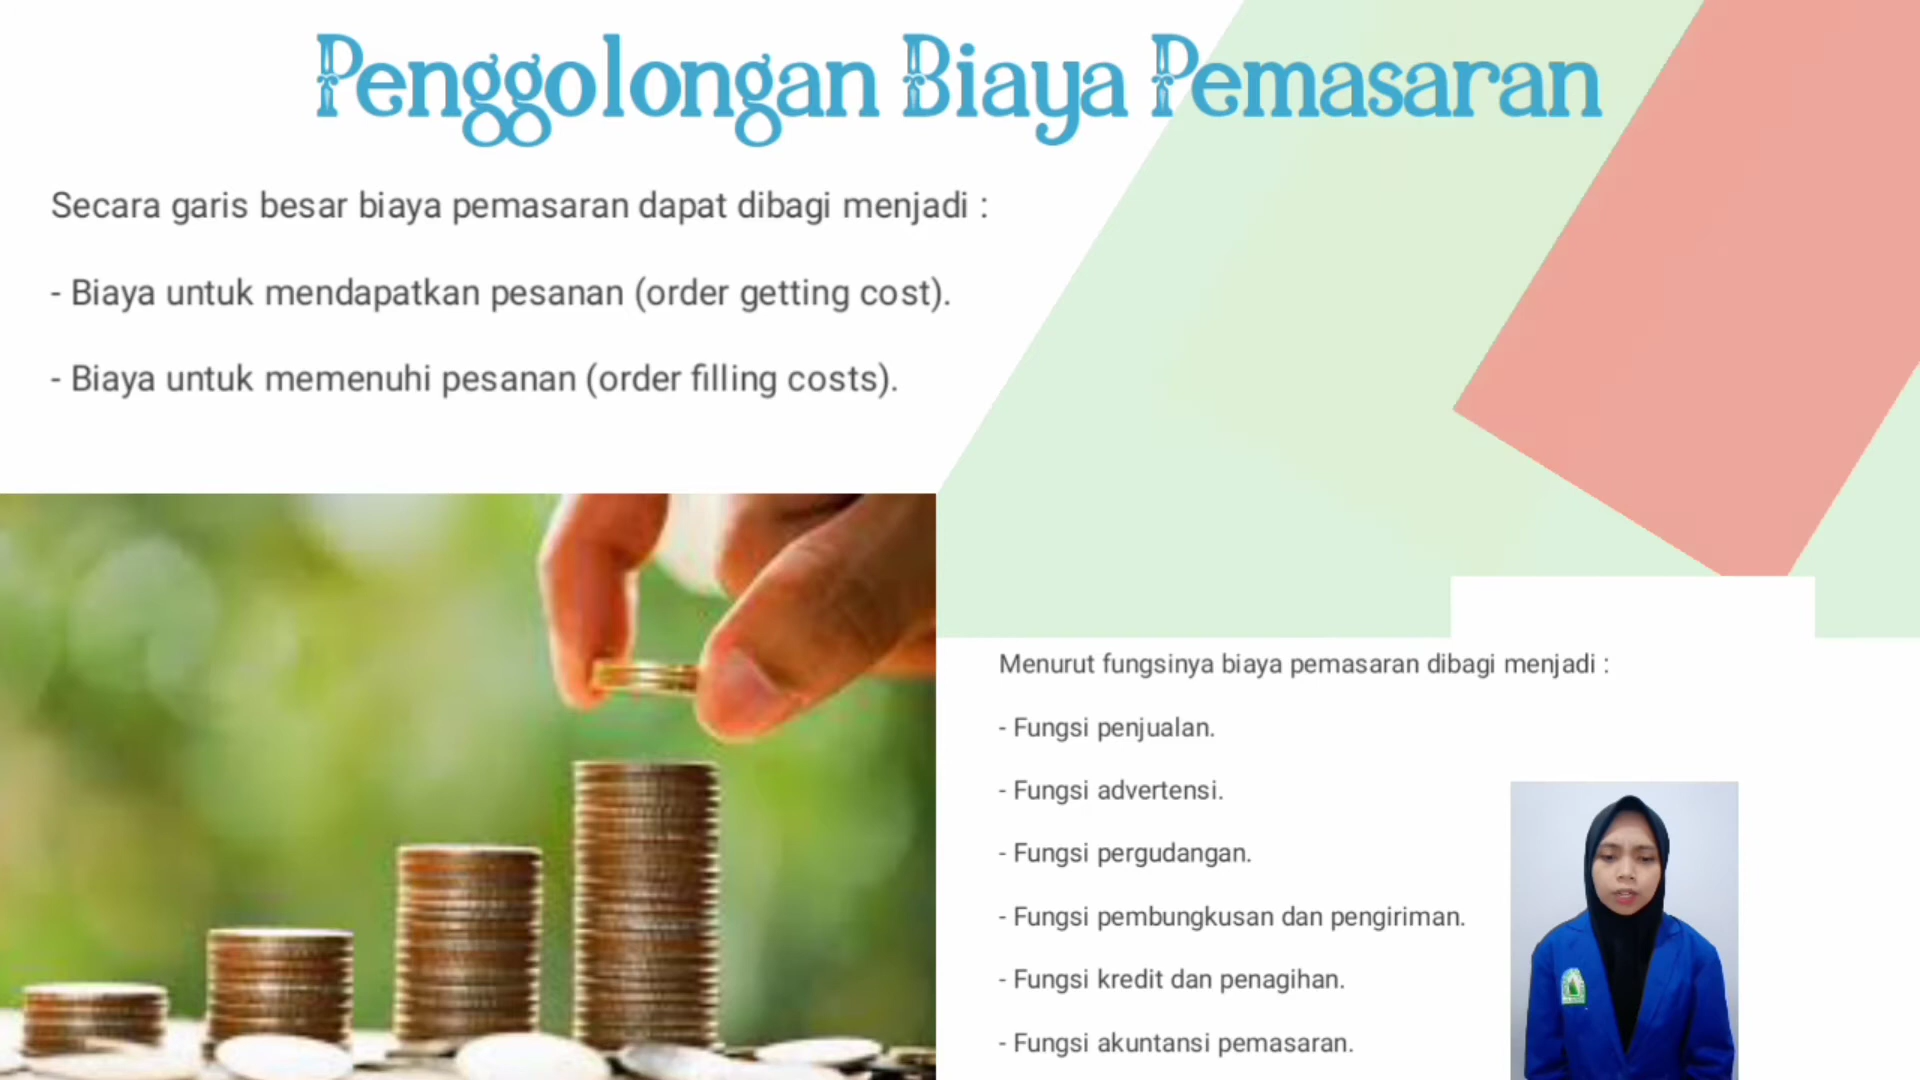 Penggolongan Biaya Pemasaran
Secara garis besar biaya pemasaran dapat dibagi menjadi :
- Biaya untuk mendapatkan pesanan (order getting cost).
- Biaya untuk memenuhi pesanan (order filling costs).
Menurut fungsinya biaya pemasaran dibagi menjadi :
- Fungsi penjualan.
- Fungsi advertensi.
- Fungsi pergudangan.
- Fungsi pembungkusan dan pengiriman.
- Fungsi kredit dan penagihan.
- Fungsi akuntansi pemasaran.